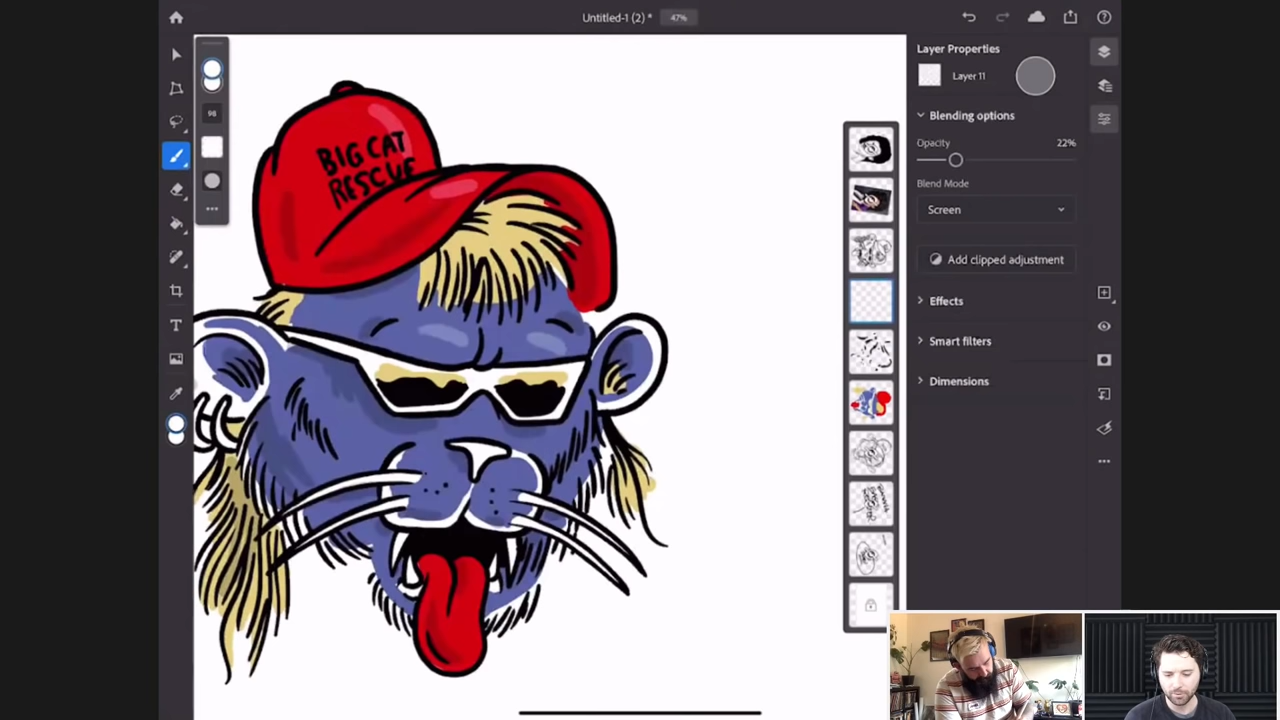 Untitled-1 (2) *
47%
Layer Properties
Layer 11
98
Blending options
Opacity
22%
Blend Mode
Screen
Add clipped adjustment
Effects
Smart filters
Dimensions
BIG CAT
RESCUE